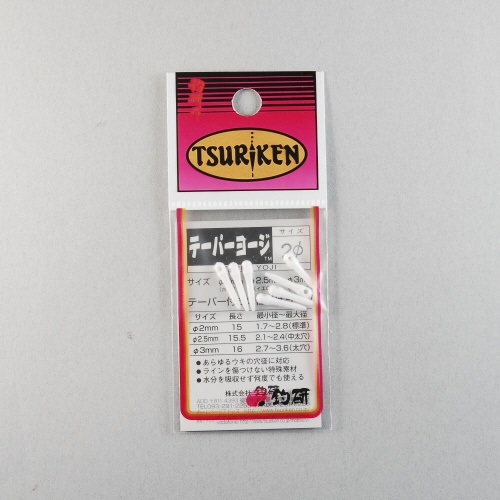 TSURIKEN
テーパーヨージ TM
サイズ
2φ
YOJI
サイズ
テーパー付
サイズ 長さ 最小径～最大径
φ2mm 15 1.7～2.8(標準)
φ2.5mm 15.5 2.1～2.4(中太穴)
φ3mm 16 2.7～3.6(太穴)
●あらゆるウキの穴径に対応
●ラインを傷つけない特殊素材
●水分を吸収せず何度でも使える
株式会社
釣研